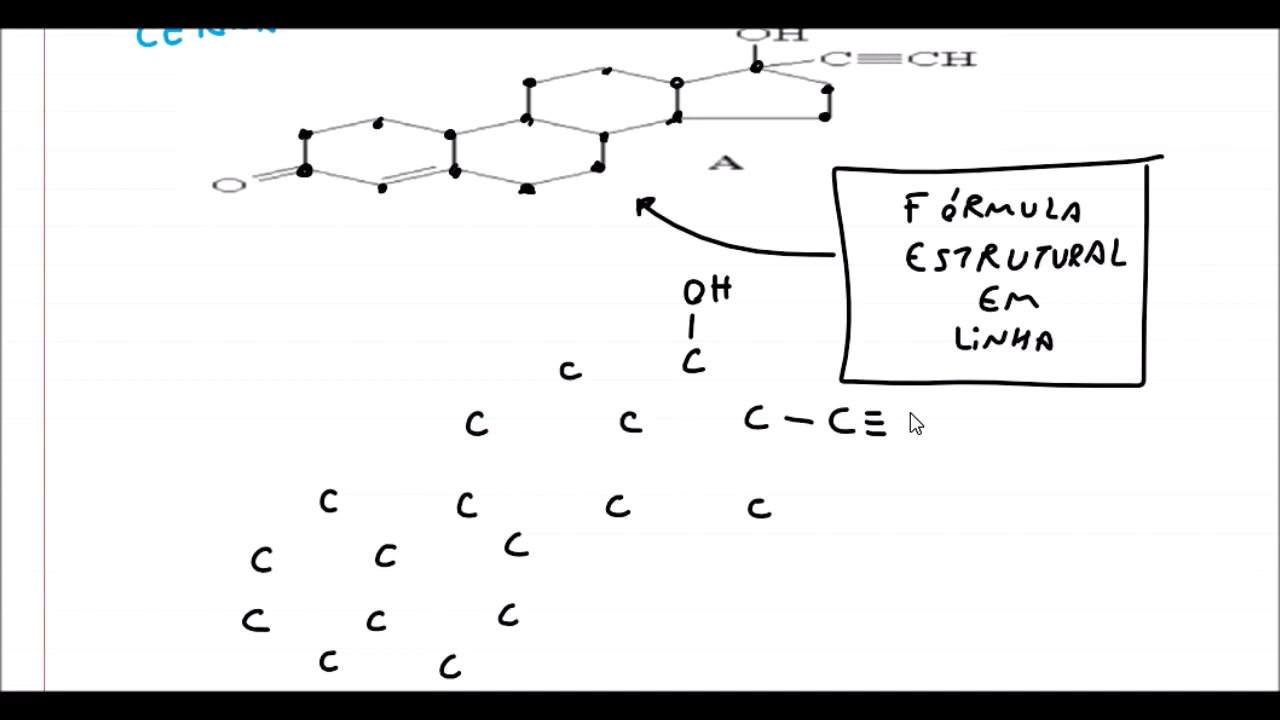 OH
C≡CH
O
A
FÓRMULA
ESTRUTURAL
EM
LINHA
OH
C
C
C C C - C≡
C C C C
C C C
C C C
C C